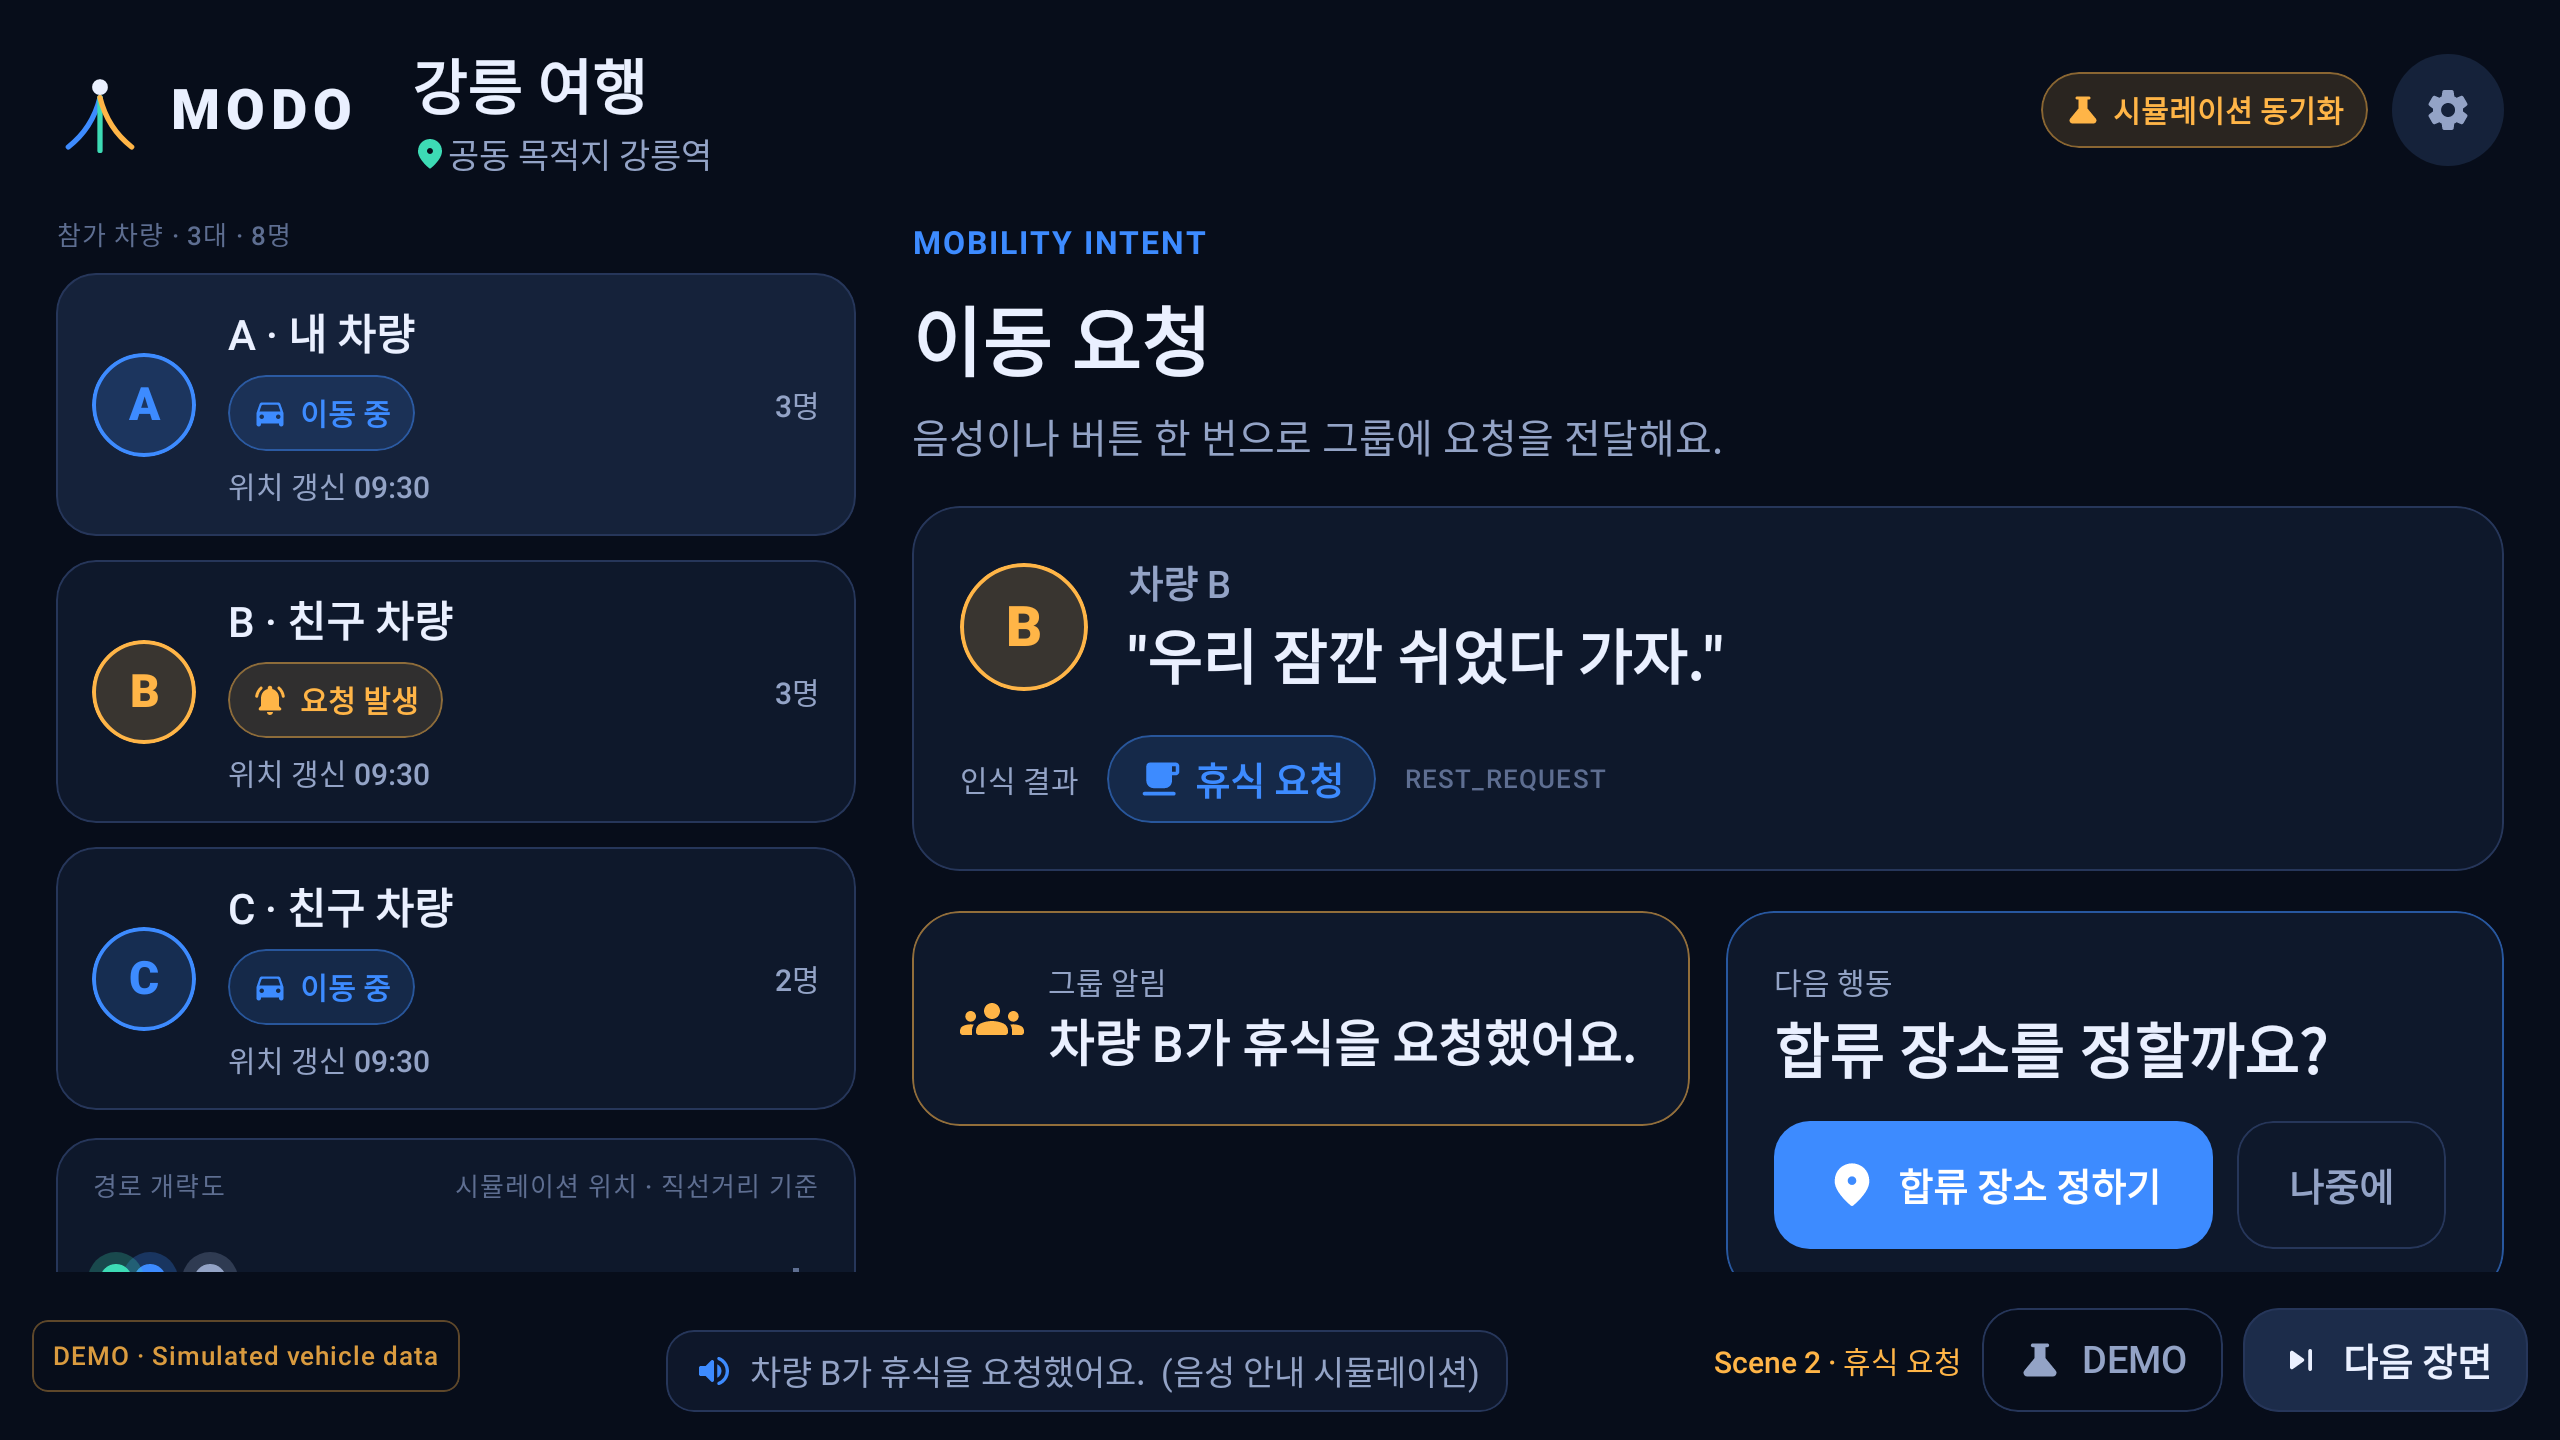 MODO
강릉 여행
공동 목적지 강릉역
시뮬레이션 동기화
참가 차량 · 3대 · 8명
A
A · 내 차량
이동 중
위치 갱신 09:30
3명
B
B · 친구 차량
요청 발생
위치 갱신 09:30
3명
C
C · 친구 차량
이동 중
위치 갱신 09:30
2명
경로 개략도
시뮬레이션 위치 · 직선거리 기준
MOBILITY INTENT
이동 요청
음성이나 버튼 한 번으로 그룹에 요청을 전달해요.
B
차량 B
"우리 잠깐 쉬었다 가자."
인식 결과
휴식 요청
REST_REQUEST
그룹 알림
차량 B가 휴식을 요청했어요.
다음 행동
합류 장소를 정할까요?
합류 장소 정하기
나중에
DEMO · Simulated vehicle data
차량 B가 휴식을 요청했어요. (음성 안내 시뮬레이션)
Scene 2 · 휴식 요청
DEMO
다음 장면